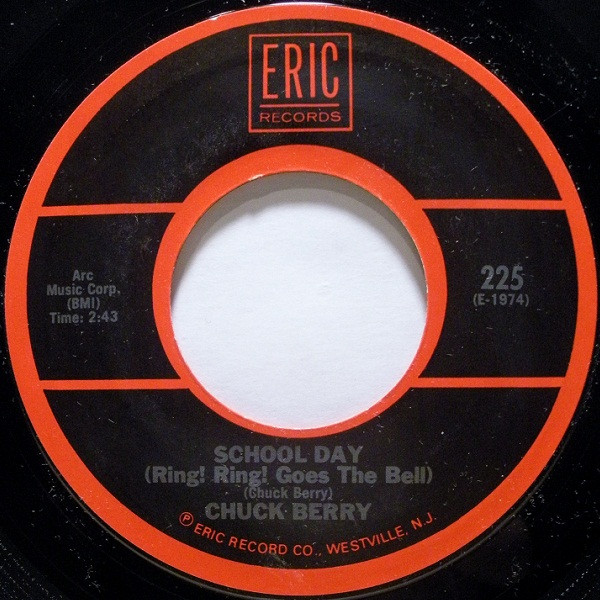 ERIC
RECORDS
Arc
Music Corp.
(BMI)
Time: 2:43
225
(E-1974)
SCHOOL DAY
(Ring! Ring! Goes The Bell)
(Chuck Berry)
CHUCK BERRY
℗ ERIC RECORD CO., WESTVILLE, N.J.